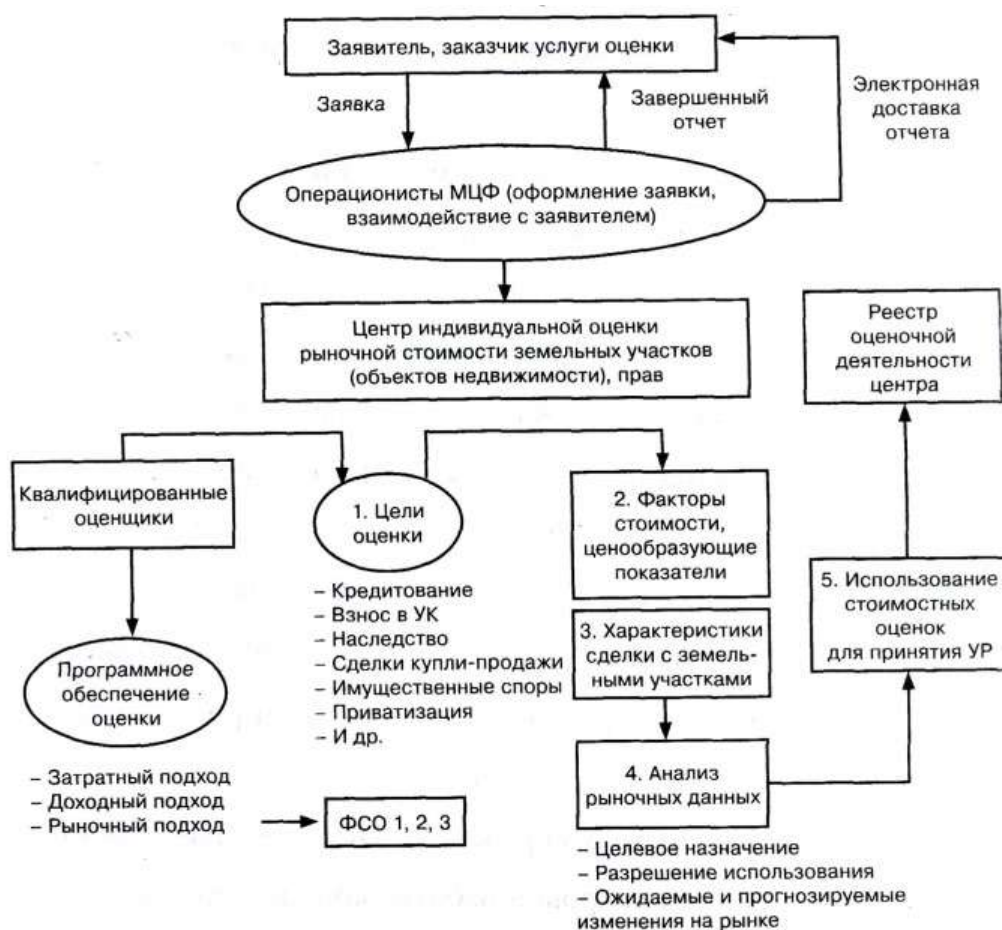 Заявитель, заказчик услуги оценки
Заявка
Завершенный
отчет
Электронная
доставка
отчета
Операционисты МЦФ (оформление заявки,
взаимодействие с заявителем)
Центр индивидуальной оценки
рыночной стоимости земельных участков
(объектов недвижимости), прав
Реестр
оценочной
деятельности
центра
Квалифицированные
оценщики
1. Цели
оценки
2. Факторы
стоимости,
ценообразующие
показатели
– Кредитование
– Взнос в УК
– Наследство
– Сделки купли-продажи
– Имущественные споры
– Приватизация
– И др.
3. Характеристики
сделки с земель-
ными участками
5. Использование
стоимостных
оценок
для принятия УР
Программное
обеспечение
оценки
– Затратный подход
– Доходный подход
– Рыночный подход
ФСО 1, 2, 3
4. Анализ
рыночных данных
– Целевое назначение
– Разрешение использования
– Ожидаемые и прогнозируемые
изменения на рынке